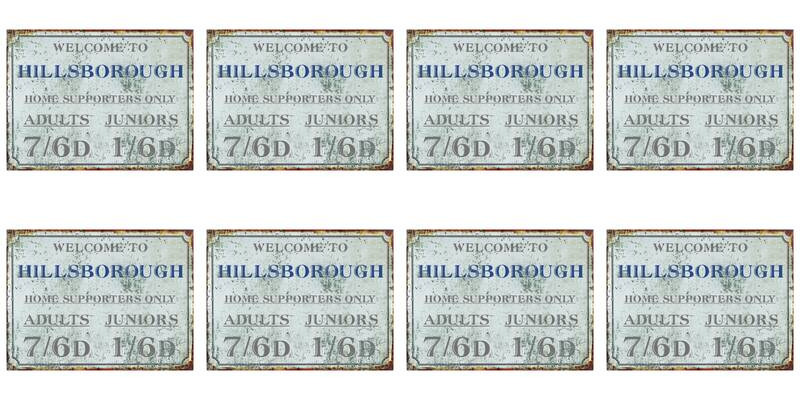 WELCOME TO WELCOME TO WELCOME TO WELCOME TO
HILLSBOROUGH HILLSBOROUGH HILLSBOROUGH HILLSBOROUGH
HOME SUPPORTERS ONLY HOME SUPPORTERS ONLY HOME SUPPORTERS ONLY HOME SUPPORTERS ONLY
ADULTS JUNIORS ADULTS JUNIORS ADULTS JUNIORS ADULTS JUNIORS
7/6D 1/6D 7/6D 1/6D 7/6D 1/6D 7/6D 1/6D
WELCOME TO WELCOME TO WELCOME TO WELCOME TO
HILLSBOROUGH HILLSBOROUGH HILLSBOROUGH HILLSBOROUGH
HOME SUPPORTERS ONLY HOME SUPPORTERS ONLY HOME SUPPORTERS ONLY HOME SUPPORTERS ONLY
ADULTS JUNIORS ADULTS JUNIORS ADULTS JUNIORS ADULTS JUNIORS
7/6D 1/6D 7/6D 1/6D 7/6D 1/6D 7/6D 1/6D